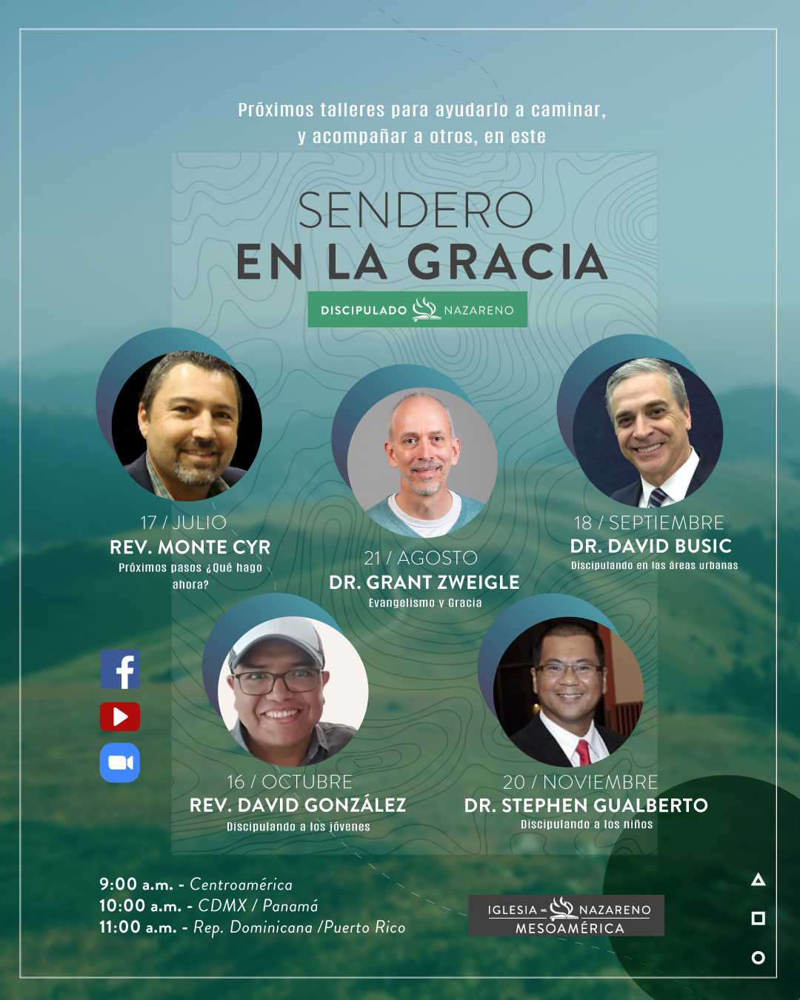 Próximos talleres para ayudarlo a caminar,
y acompañar a otros, en este
SENDERO
EN LA GRACIA
DISCIPULADO NAZARENO
17 / JULIO
REV. MONTE CYR
Próximos pasos ¿Qué hago
ahora?
21 / AGOSTO
DR. GRANT ZWEIGLE
Evangelismo y Gracia
18 / SEPTIEMBRE
DR. DAVID BUSIC
Discipulando en las áreas urbanas
16 / OCTUBRE
REV. DAVID GONZÁLEZ
Discipulando a los jóvenes
20 / NOVIEMBRE
DR. STEPHEN GUALBERTO
Discipulando a los niños
9:00 a.m. - Centroamérica
10:00 a.m. - CDMX / Panamá
11:00 a.m. - Rep. Dominicana /Puerto Rico
IGLESIA DEL NAZARENO
MESOAMÉRICA